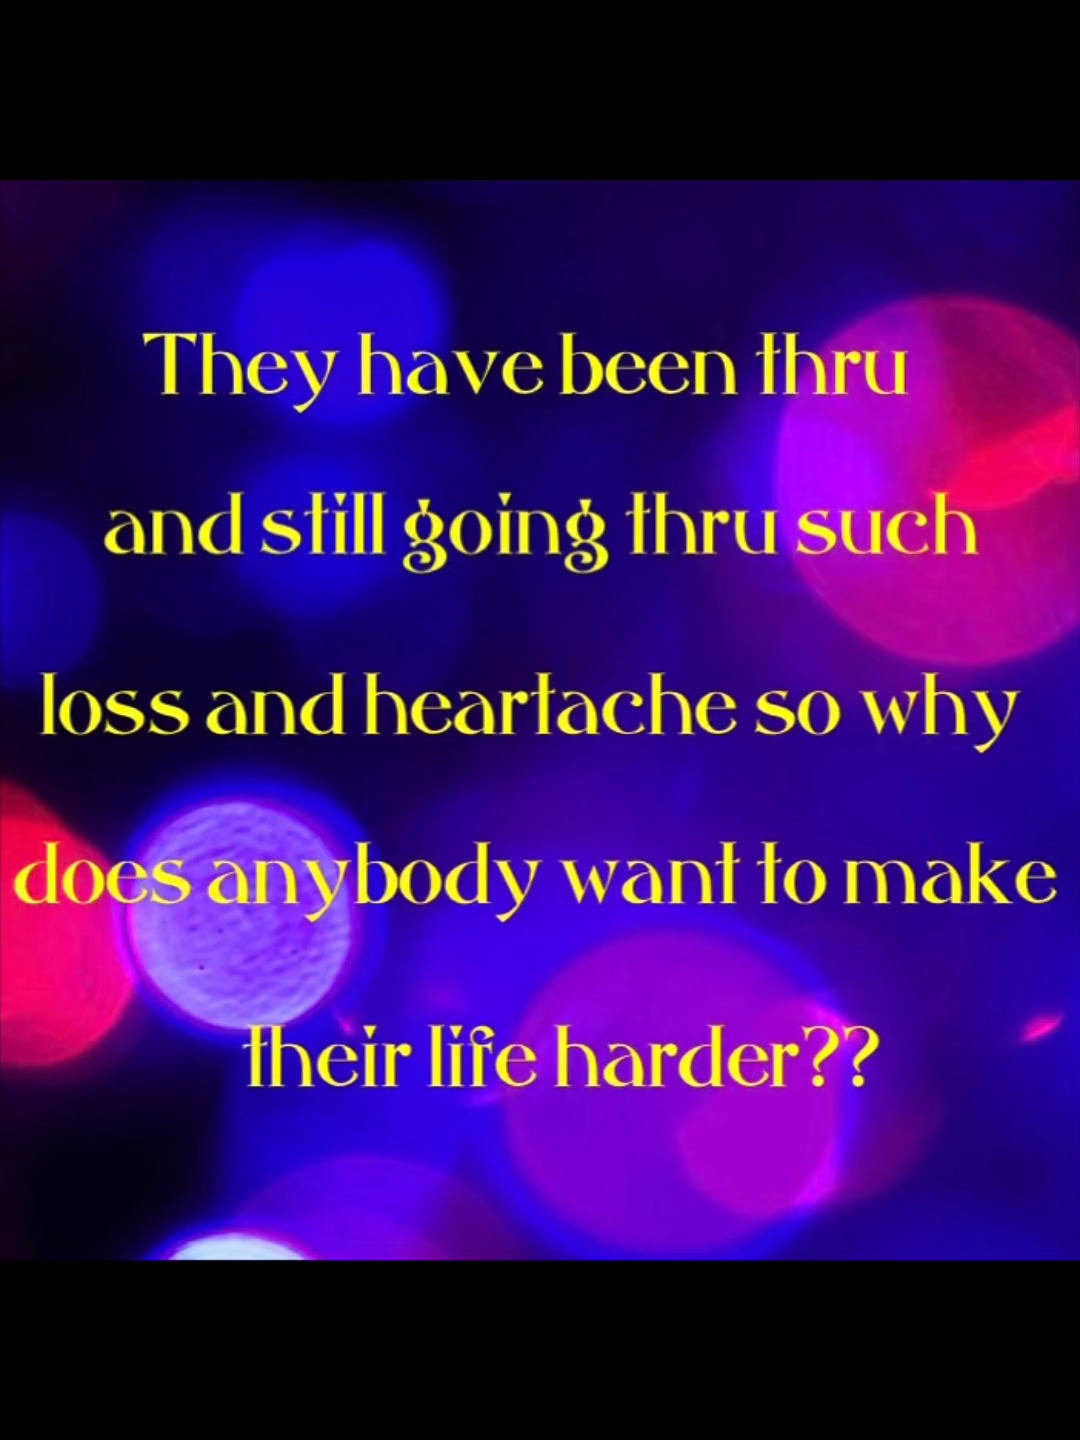 They have been thru
and still going thru such
loss and heartache so why
does anybody want to make
their life harder??